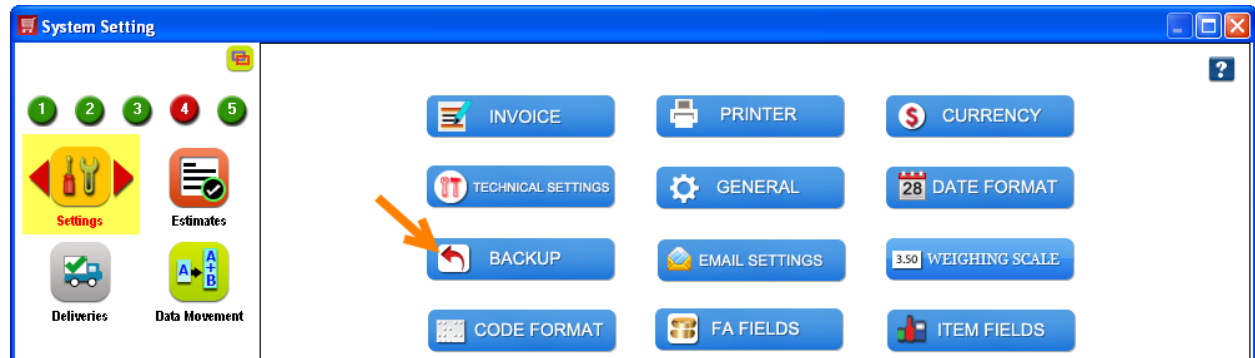 System Setting
?
1 2 3 4 5
Settings
Estimates
Deliveries
A A+B
Data Movement
INVOICE
PRINTER
$ CURRENCY
TECHNICAL SETTINGS
GENERAL
28 DATE FORMAT
BACKUP
EMAIL SETTINGS
3.50 WEIGHING SCALE
CODE FORMAT
FA FIELDS
ITEM FIELDS